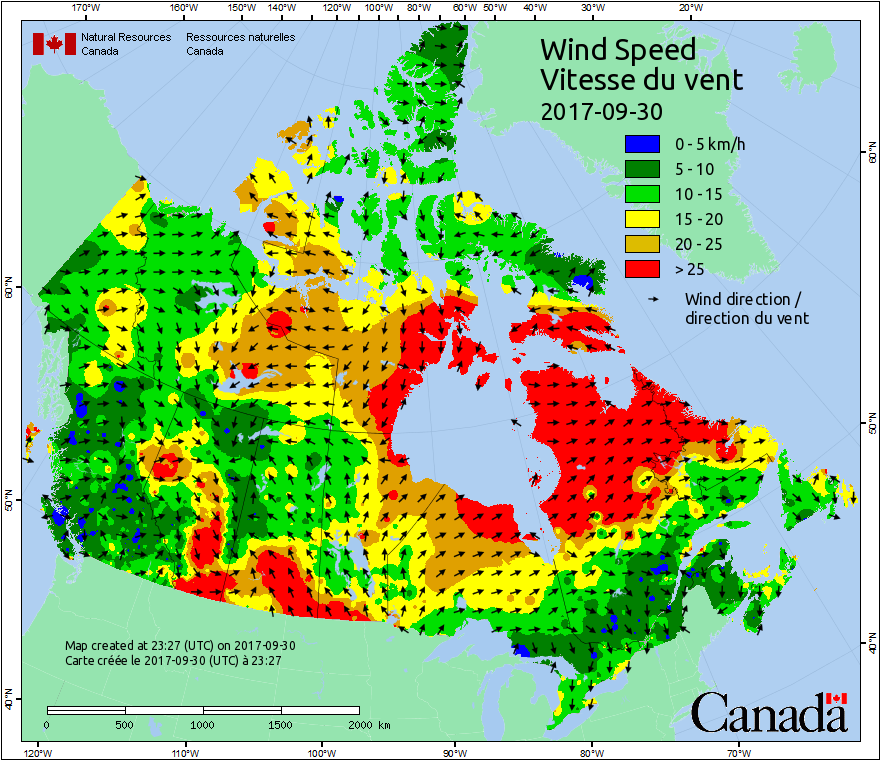 170°W 160°W 150°W 140°W 130°W 120°W 110°W 100°W 90°W 80°W 70°W 60°W 50°W 40°W 30°W 20°W
Natural Resources Canada
Ressources naturelles Canada
Wind Speed
Vitesse du vent
2017-09-30
0 - 5 km/h
5 - 10
10 - 15
15 - 20
20 - 25
> 25
Wind direction /
direction du vent
60°N
60°N
50°N
50°N
40°N
40°N
Map created at 23:27 (UTC) on 2017-09-30
Carte créée le 2017-09-30 (UTC) à 23:27
0 500 1000 1500 2000 km
Canada
120°W 110°W 100°W 90°W 80°W 70°W